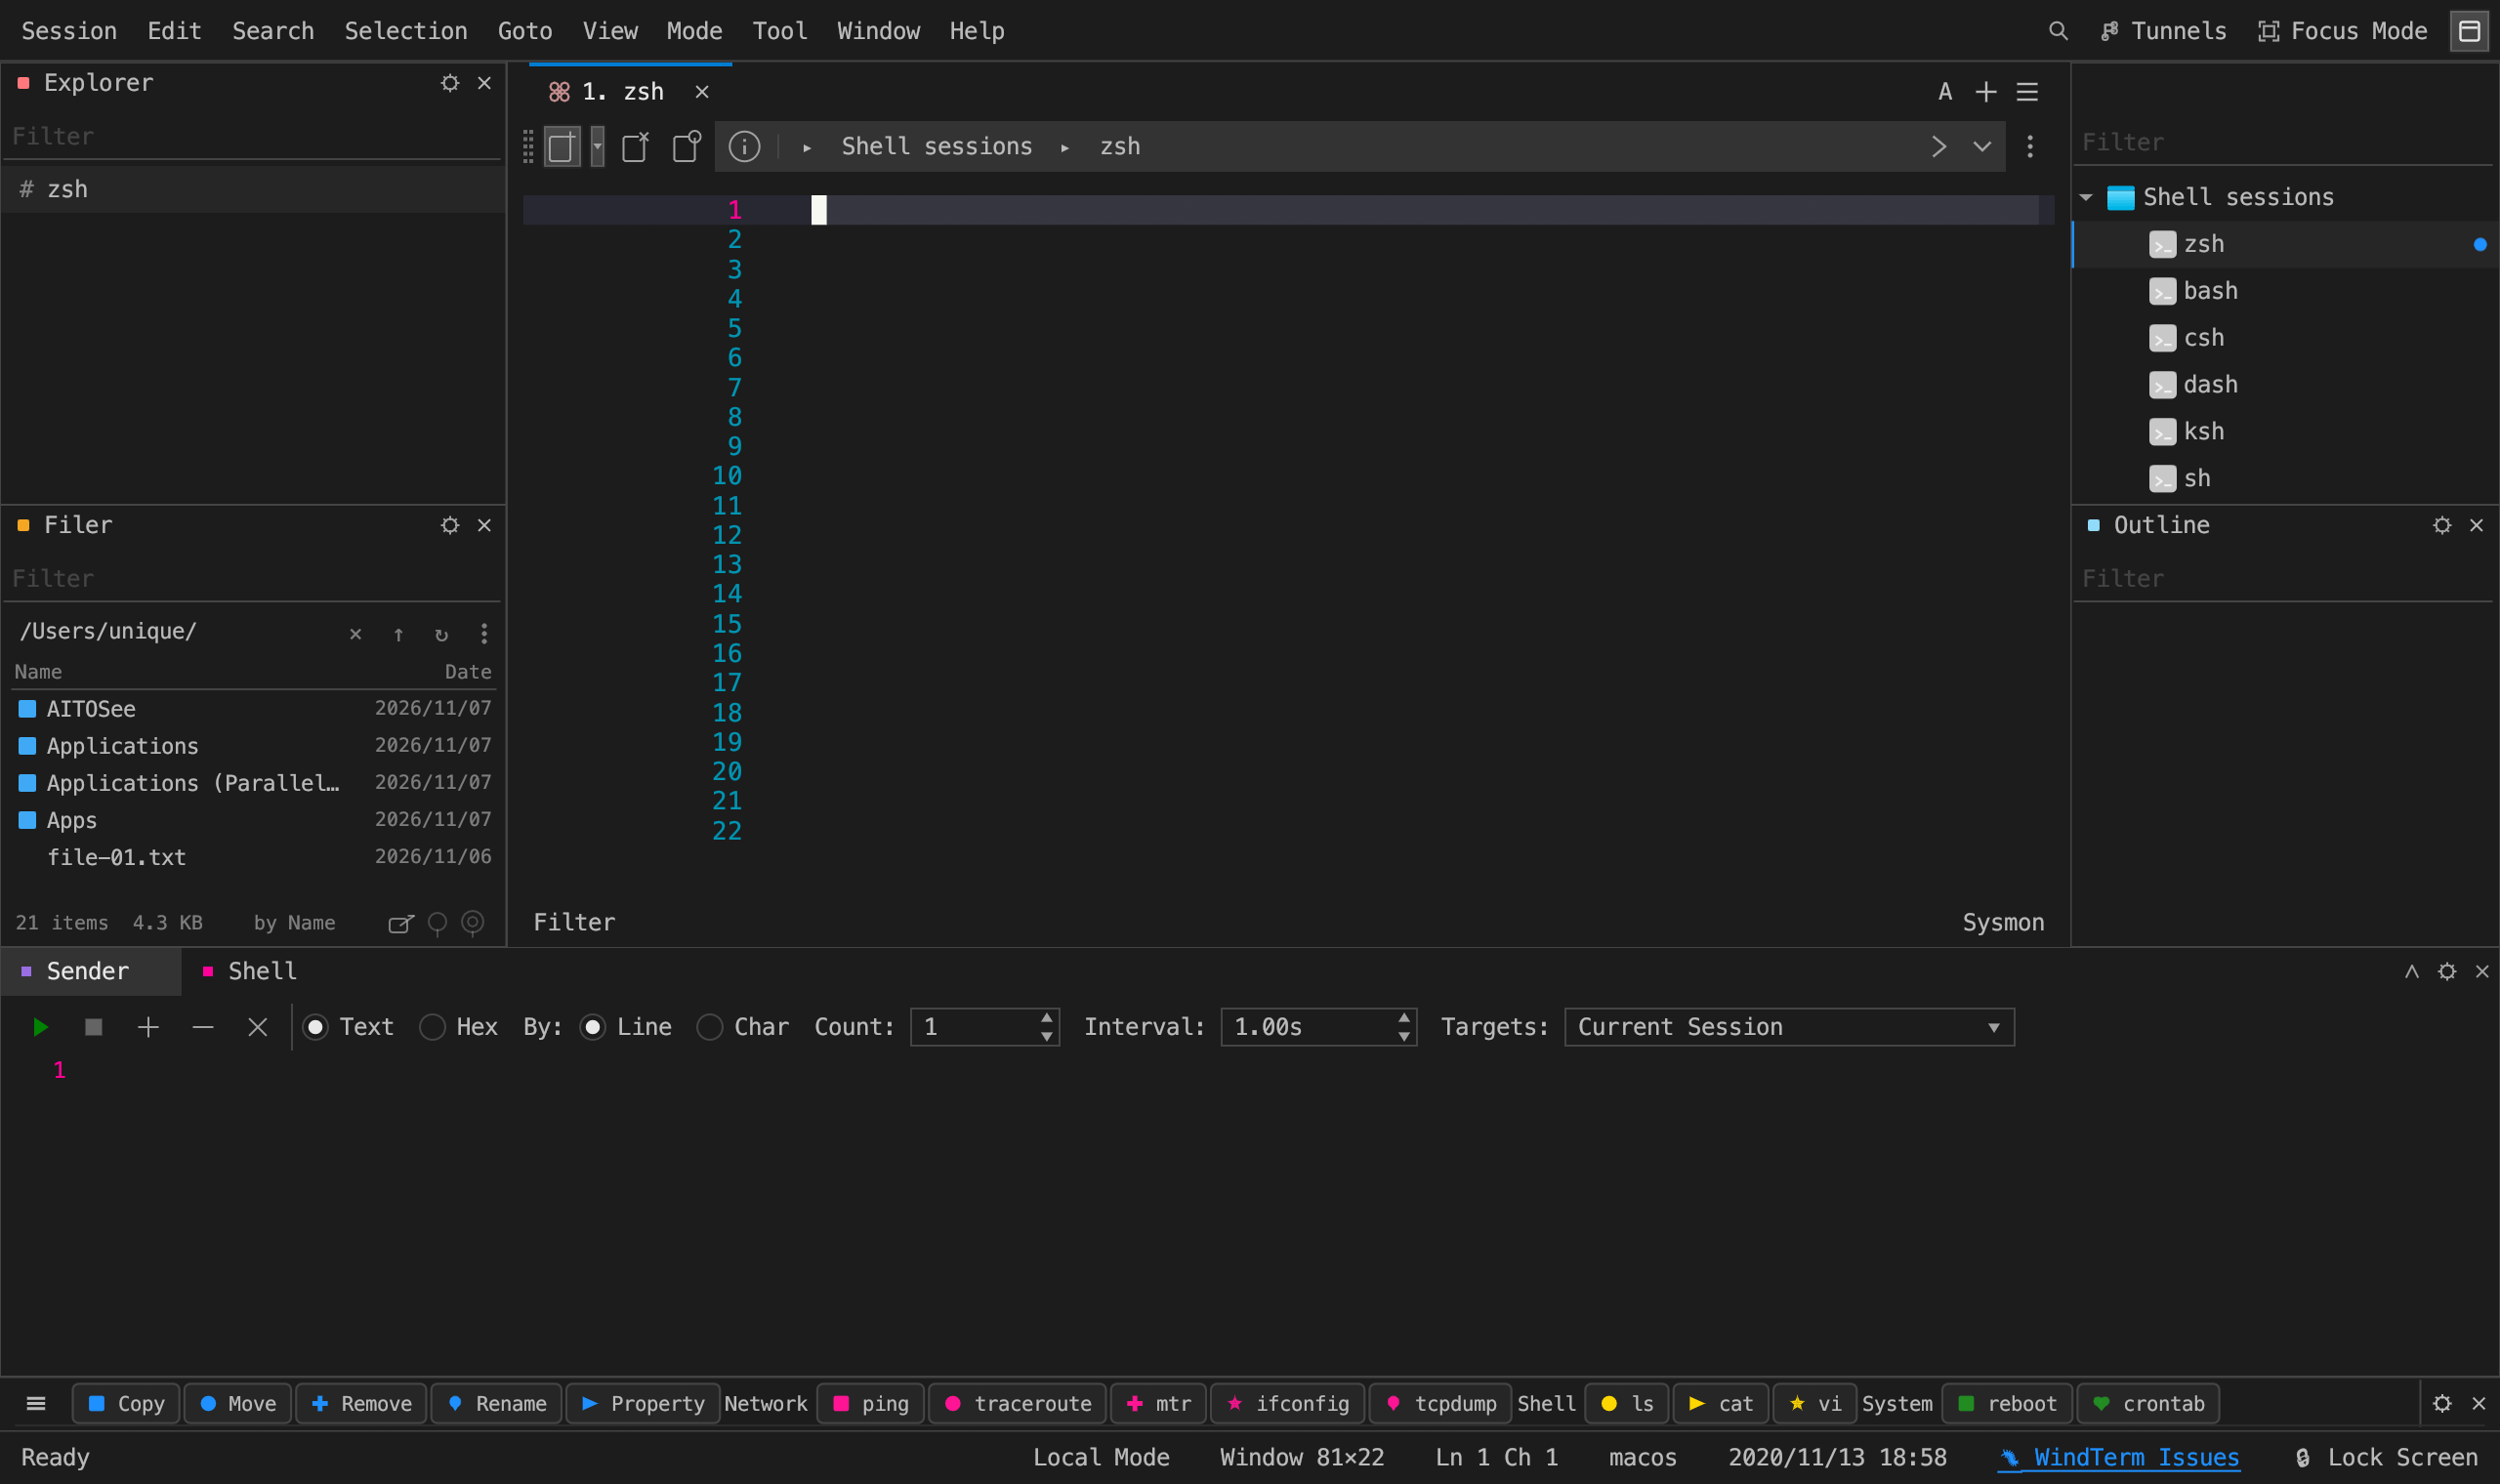 Session Edit Search Selection Goto View Mode Tool Window Help Tunnels Focus Mode
Explorer
Filter
# zsh
1. zsh
A
Shell sessions zsh
1
2
3
4
5
6
7
8
9
10
11
12
13
14
15
16
17
18
19
20
21
22
Filter Sysmon
Filter
Shell sessions
zsh
bash
csh
dash
ksh
sh
Filer
Filter
/Users/unique/
Name Date
AITOSee 2026/11/07
Applications 2026/11/07
Applications (Parallel… 2026/11/07
Apps 2026/11/07
file-01.txt 2026/11/06
21 items 4.3 KB by Name
Outline
Filter
Sender Shell
Text Hex By: Line Char Count: 1 Interval: 1.00s Targets: Current Session
1
Copy Move Remove Rename Property Network ping traceroute mtr ifconfig tcpdump Shell ls cat vi System reboot crontab
Ready Local Mode Window 81×22 Ln 1 Ch 1 macos 2020/11/13 18:58 WindTerm Issues Lock Screen